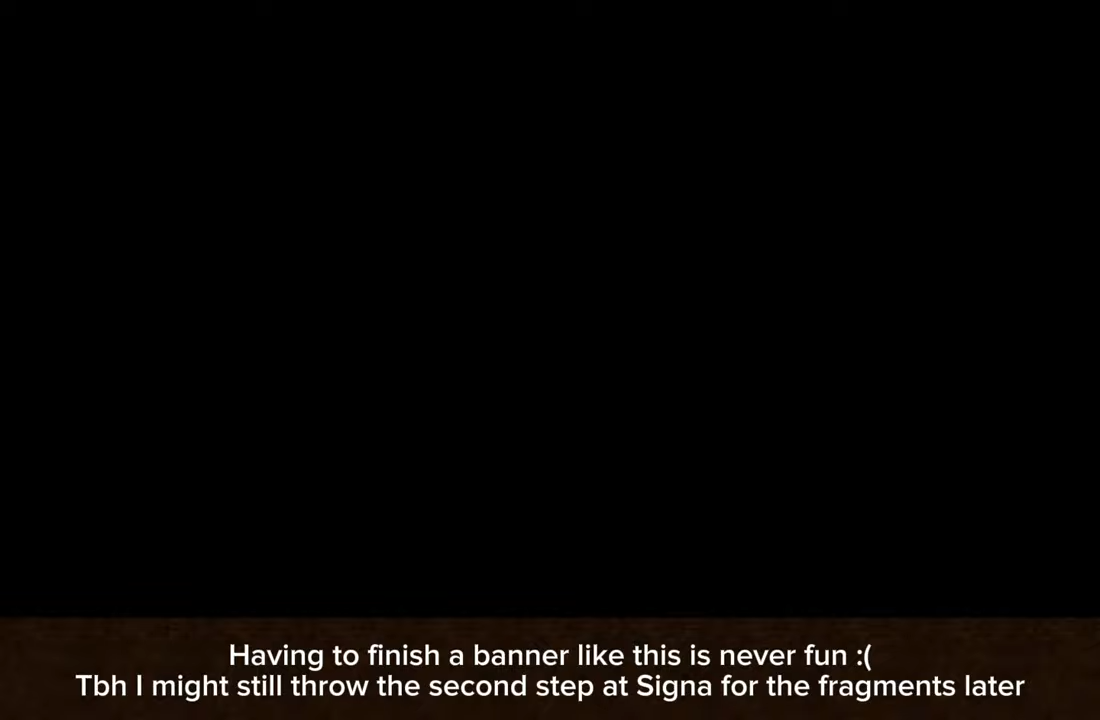 Having to finish a banner like this is never fun :(
Tbh I might still throw the second step at Signa for the fragments later